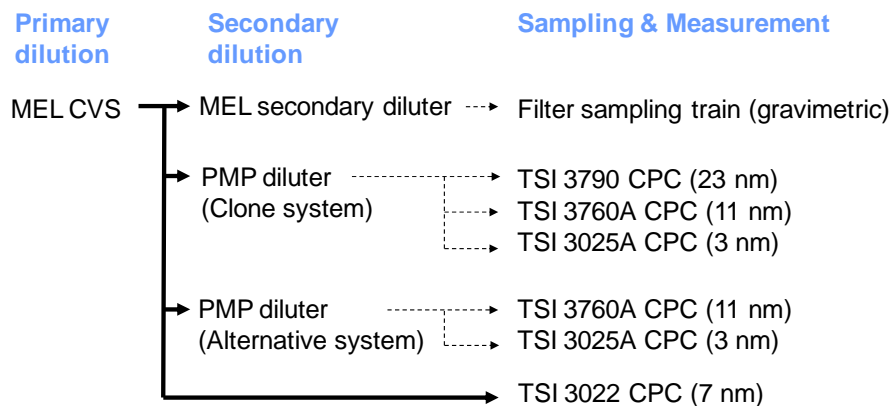 Primary dilution
Secondary dilution
Sampling & Measurement
MEL CVS
MEL secondary diluter
Filter sampling train (gravimetric)
PMP diluter
(Clone system)
TSI 3790 CPC (23 nm)
TSI 3760A CPC (11 nm)
TSI 3025A CPC (3 nm)
PMP diluter
(Alternative system)
TSI 3760A CPC (11 nm)
TSI 3025A CPC (3 nm)
TSI 3022 CPC (7 nm)